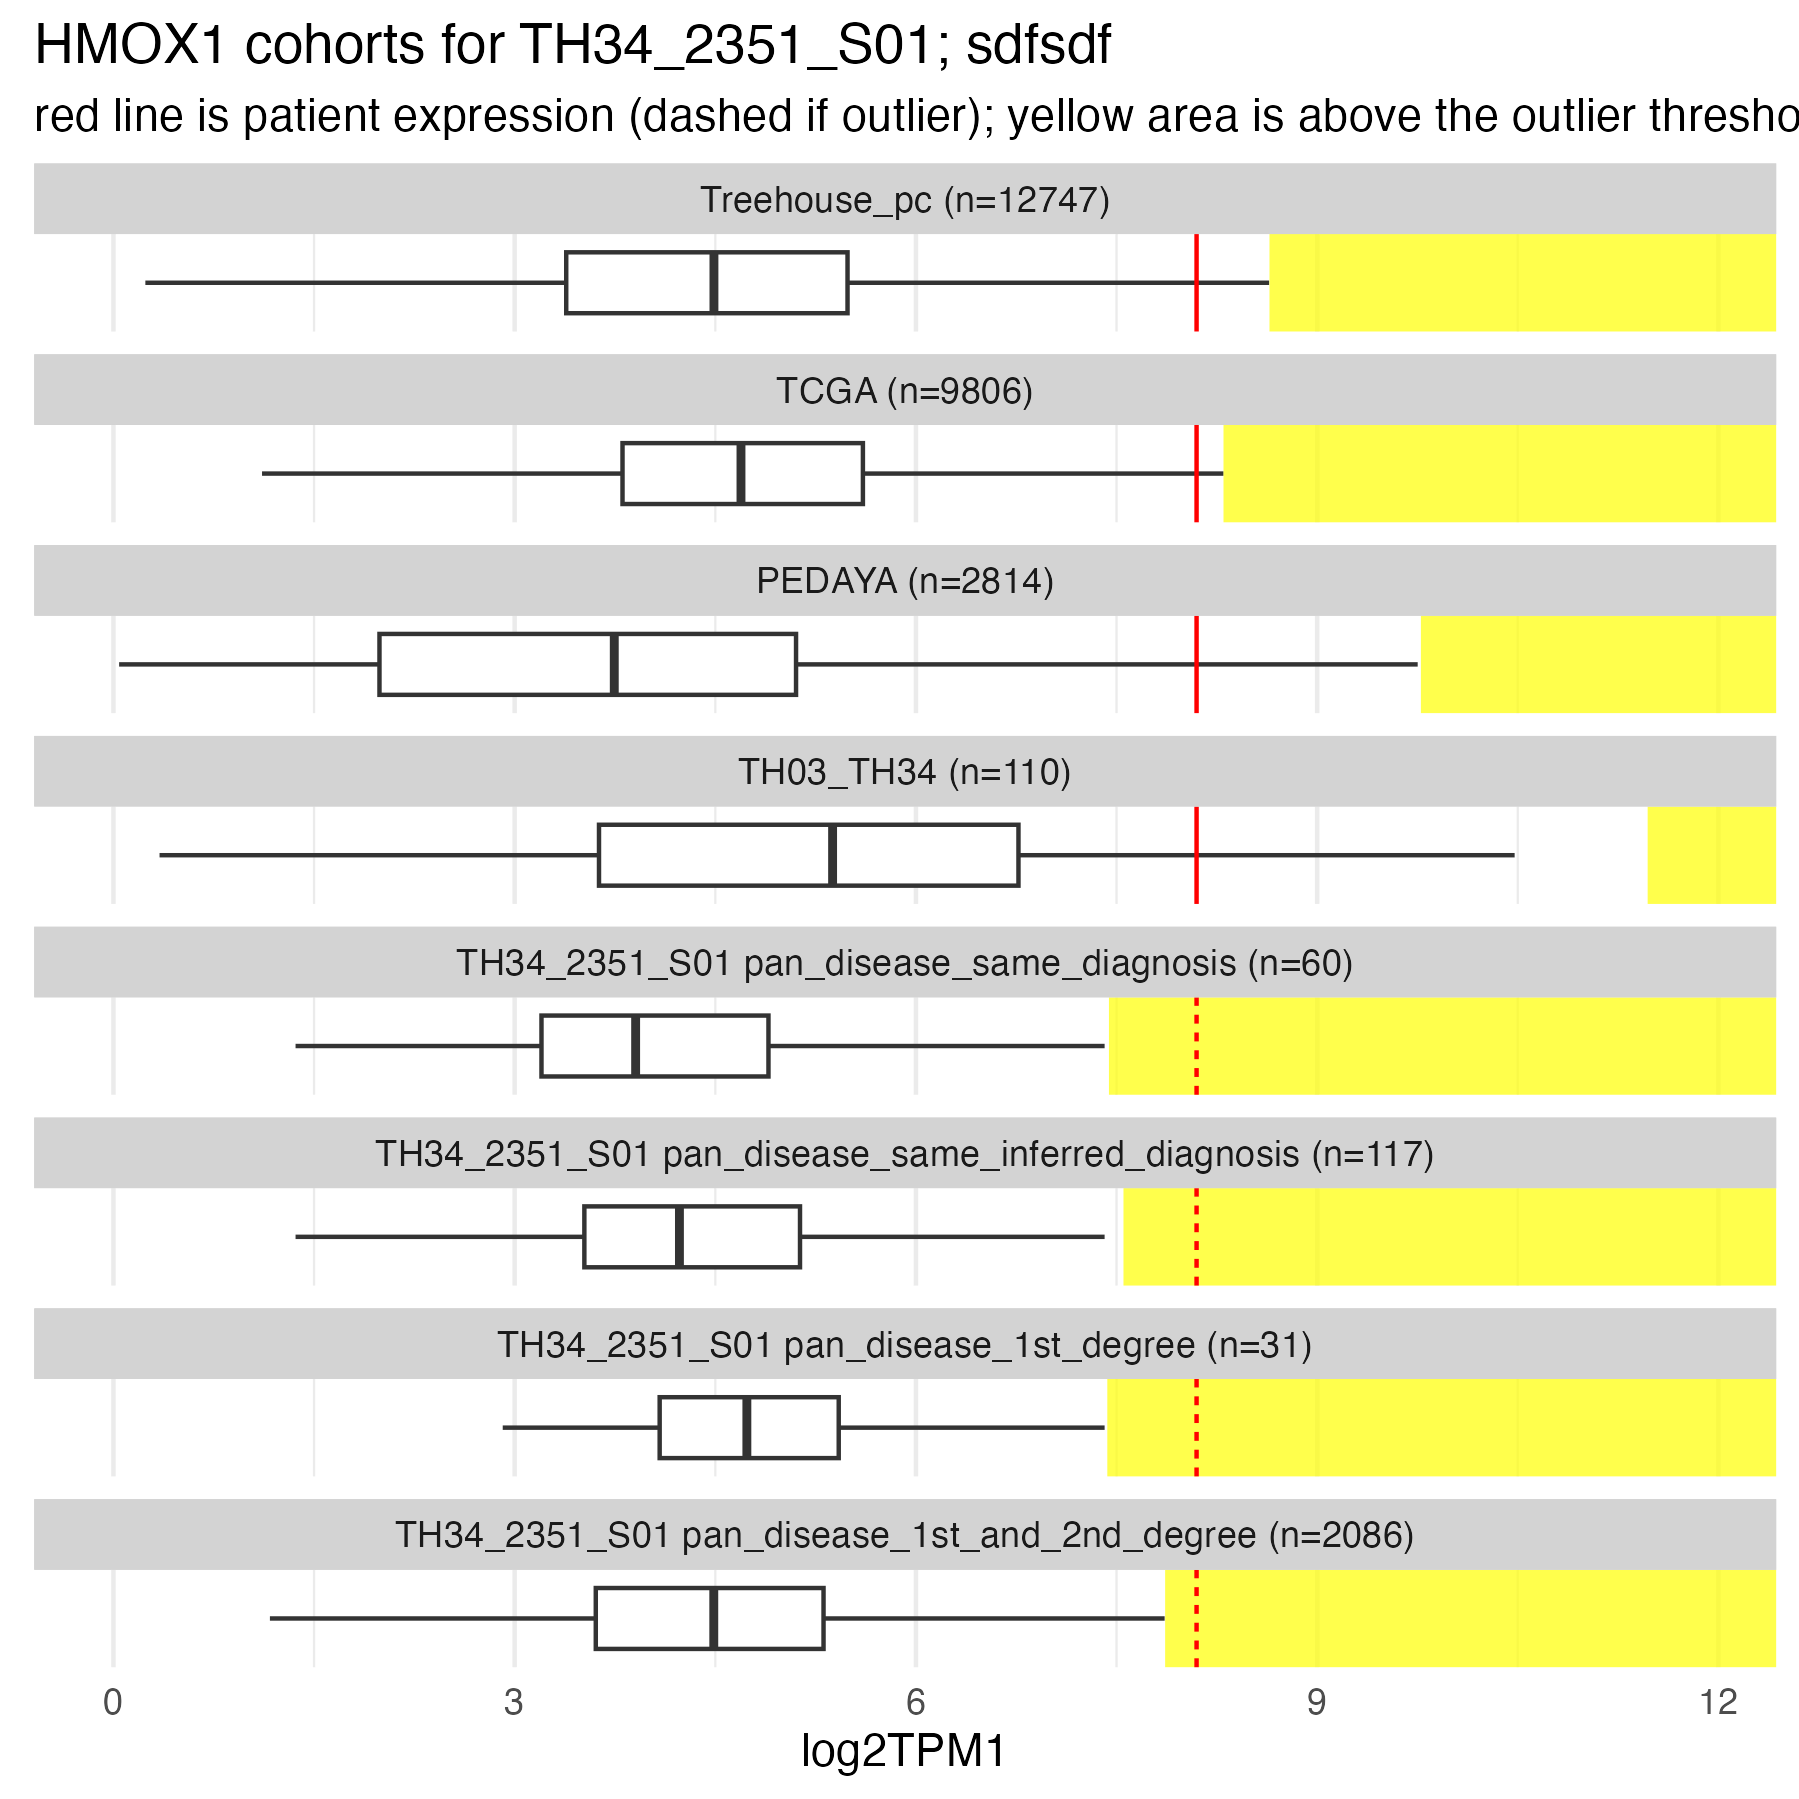 HMOX1 cohorts for TH34_2351_S01; sdfsdf
red line is patient expression (dashed if outlier); yellow area is above the outlier thresho
Treehouse_pc (n=12747)
TCGA (n=9806)
PEDAYA (n=2814)
TH03_TH34 (n=110)
TH34_2351_S01 pan_disease_same_diagnosis (n=60)
TH34_2351_S01 pan_disease_same_inferred_diagnosis (n=117)
TH34_2351_S01 pan_disease_1st_degree (n=31)
TH34_2351_S01 pan_disease_1st_and_2nd_degree (n=2086)
0 3 6 9 12
log2TPM1